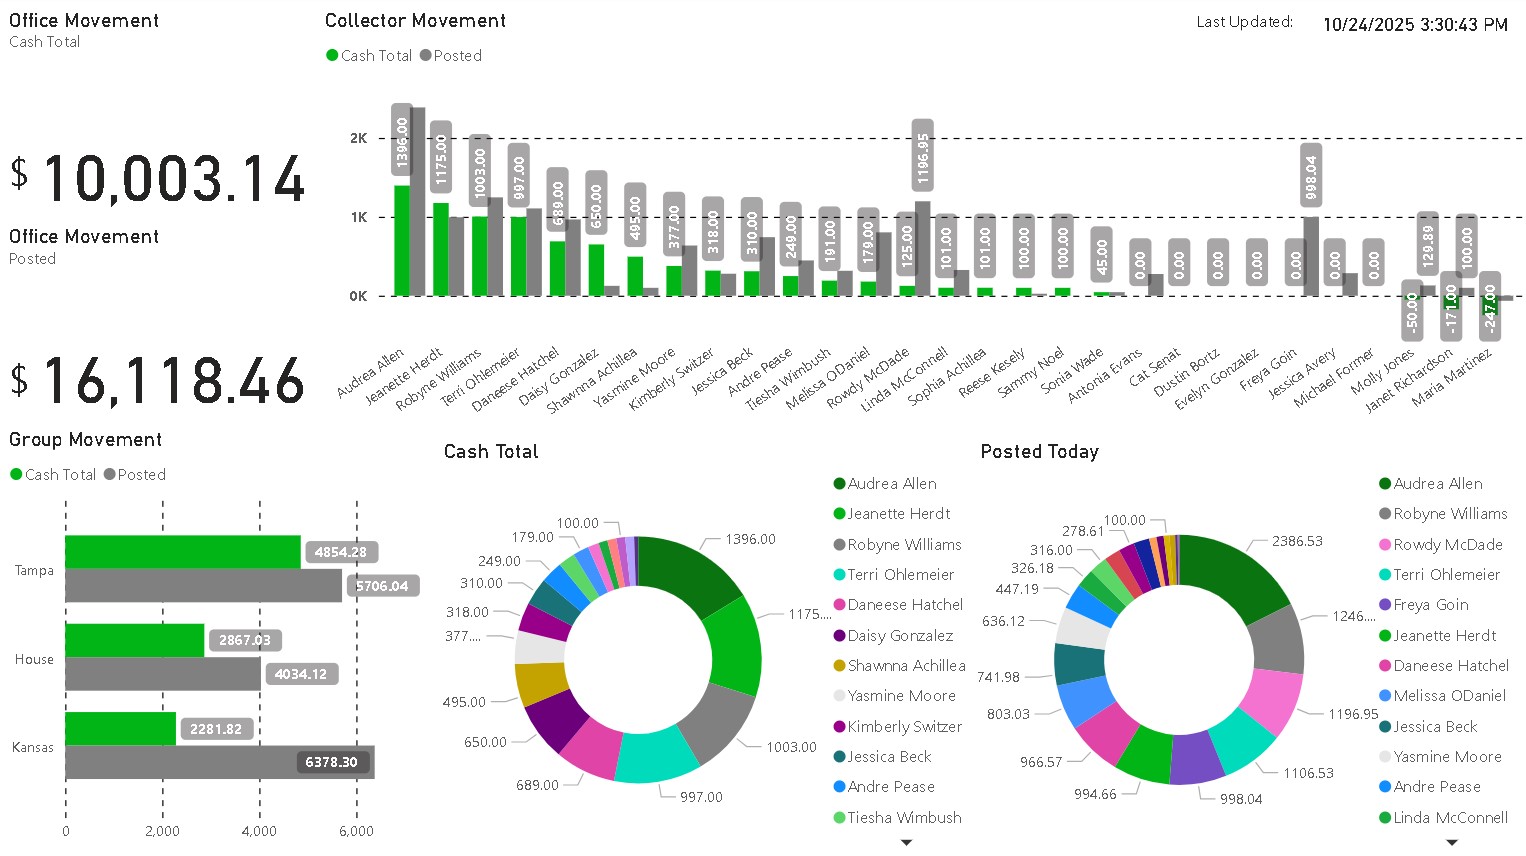 Office Movement
Cash Total
$ 10,003.14
Office Movement
Posted
$ 16,118.46
Collector Movement
Cash Total Posted
Last Updated: 10/24/2025 3:30:43 PM
2K
1K
0K
1396.00
1175.00
1003.00
997.00
689.00
650.00
495.00
377.00
318.00
310.00
249.00
191.00
179.00
125.00
1196.95
101.00
101.00
100.00
100.00
45.00
0.00
0.00
0.00
0.00
0.00
998.04
0.00
0.00
-50.00
129.89
-171.00
100.00
-247.00
Audrea Allen
Jeanette Herdt
Robyne Williams
Terri Ohlemeier
Daneese Hatchel
Daisy Gonzalez
Shawnna Achillea
Yasmine Moore
Kimberly Switzer
Jessica Beck
Andre Pease
Tiesha Wimbush
Melissa ODaniel
Rowdy McDade
Linda McConnell
Sophia Achillea
Reese Kesely
Sammy Noel
Sonia Wade
Antonia Evans
Cat Senat
Dustin Bortz
Evelyn Gonzalez
Freya Goin
Jessica Avery
Michael Former
Molly Jones
Janet Richardson
Maria Martinez
Group Movement
Cash Total Posted
Tampa
4854.28
5706.04
House
2867.03
4034.12
Kansas
2281.82
6378.30
0 2,000 4,000 6,000
Cash Total
1396.00
1175....
1003.00
997.00
689.00
650.00
495.00
377....
318.00
310.00
249.00
179.00
100.00
Audrea Allen
Jeanette Herdt
Robyne Williams
Terri Ohlemeier
Daneese Hatchel
Daisy Gonzalez
Shawnna Achillea
Yasmine Moore
Kimberly Switzer
Jessica Beck
Andre Pease
Tiesha Wimbush
Posted Today
2386.53
1246....
1196.95
1106.53
998.04
994.66
966.57
803.03
741.98
636.12
447.19
326.18
316.00
278.61
100.00
Audrea Allen
Robyne Williams
Rowdy McDade
Terri Ohlemeier
Freya Goin
Jeanette Herdt
Daneese Hatchel
Melissa ODaniel
Jessica Beck
Yasmine Moore
Andre Pease
Linda McConnell